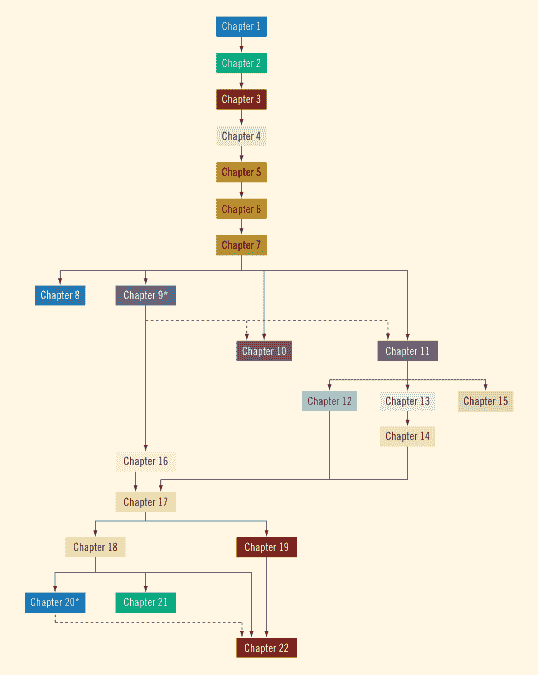 Chapter 1
Chapter 2
Chapter 3
Chapter 4
Chapter 5
Chapter 6
Chapter 7
Chapter 8
Chapter 9*
Chapter 10
Chapter 11
Chapter 12
Chapter 13
Chapter 15
Chapter 14
Chapter 16
Chapter 17
Chapter 18
Chapter 19
Chapter 20*
Chapter 21
Chapter 22